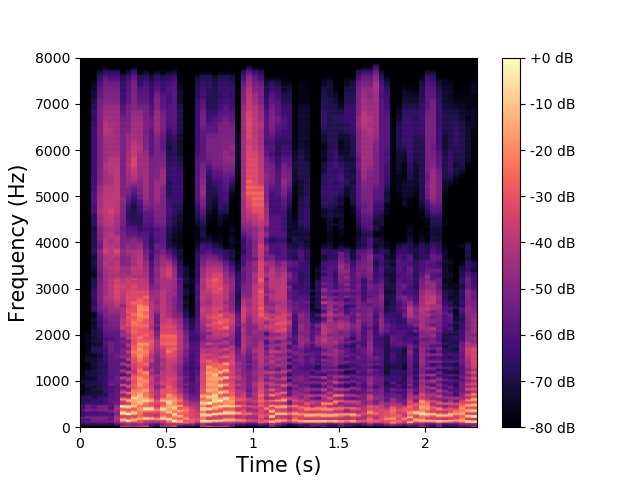 8000
7000
6000
5000
4000
3000
2000
1000
0
Frequency (Hz)
0
0.5
1
1.5
2
Time (s)
+0 dB
-10 dB
-20 dB
-30 dB
-40 dB
-50 dB
-60 dB
-70 dB
-80 dB